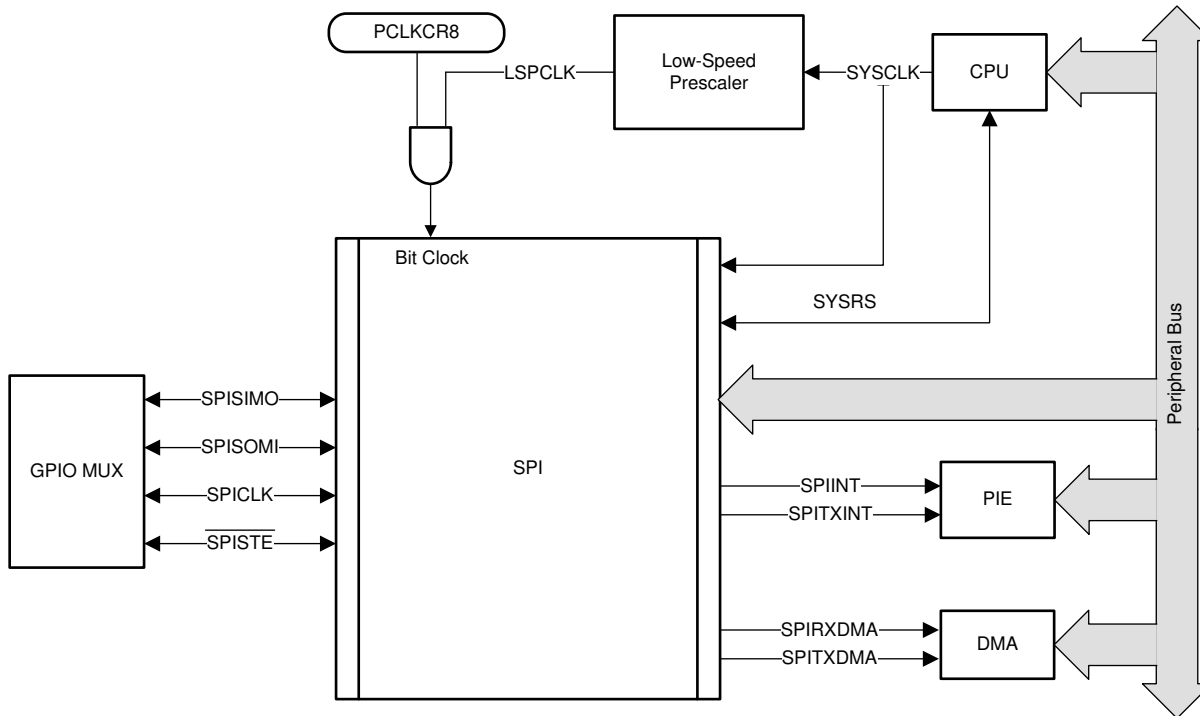 PCLKCR8
LSPCLK
Low-Speed
Prescaler
SYSCLK
CPU
Bit Clock
SYSRS
Peripheral Bus
GPIO MUX
SPISIMO
SPISOMI
SPICLK
SPISTE
SPI
SPIINT
SPITXINT
PIE
SPIRXDMA
SPITXDMA
DMA